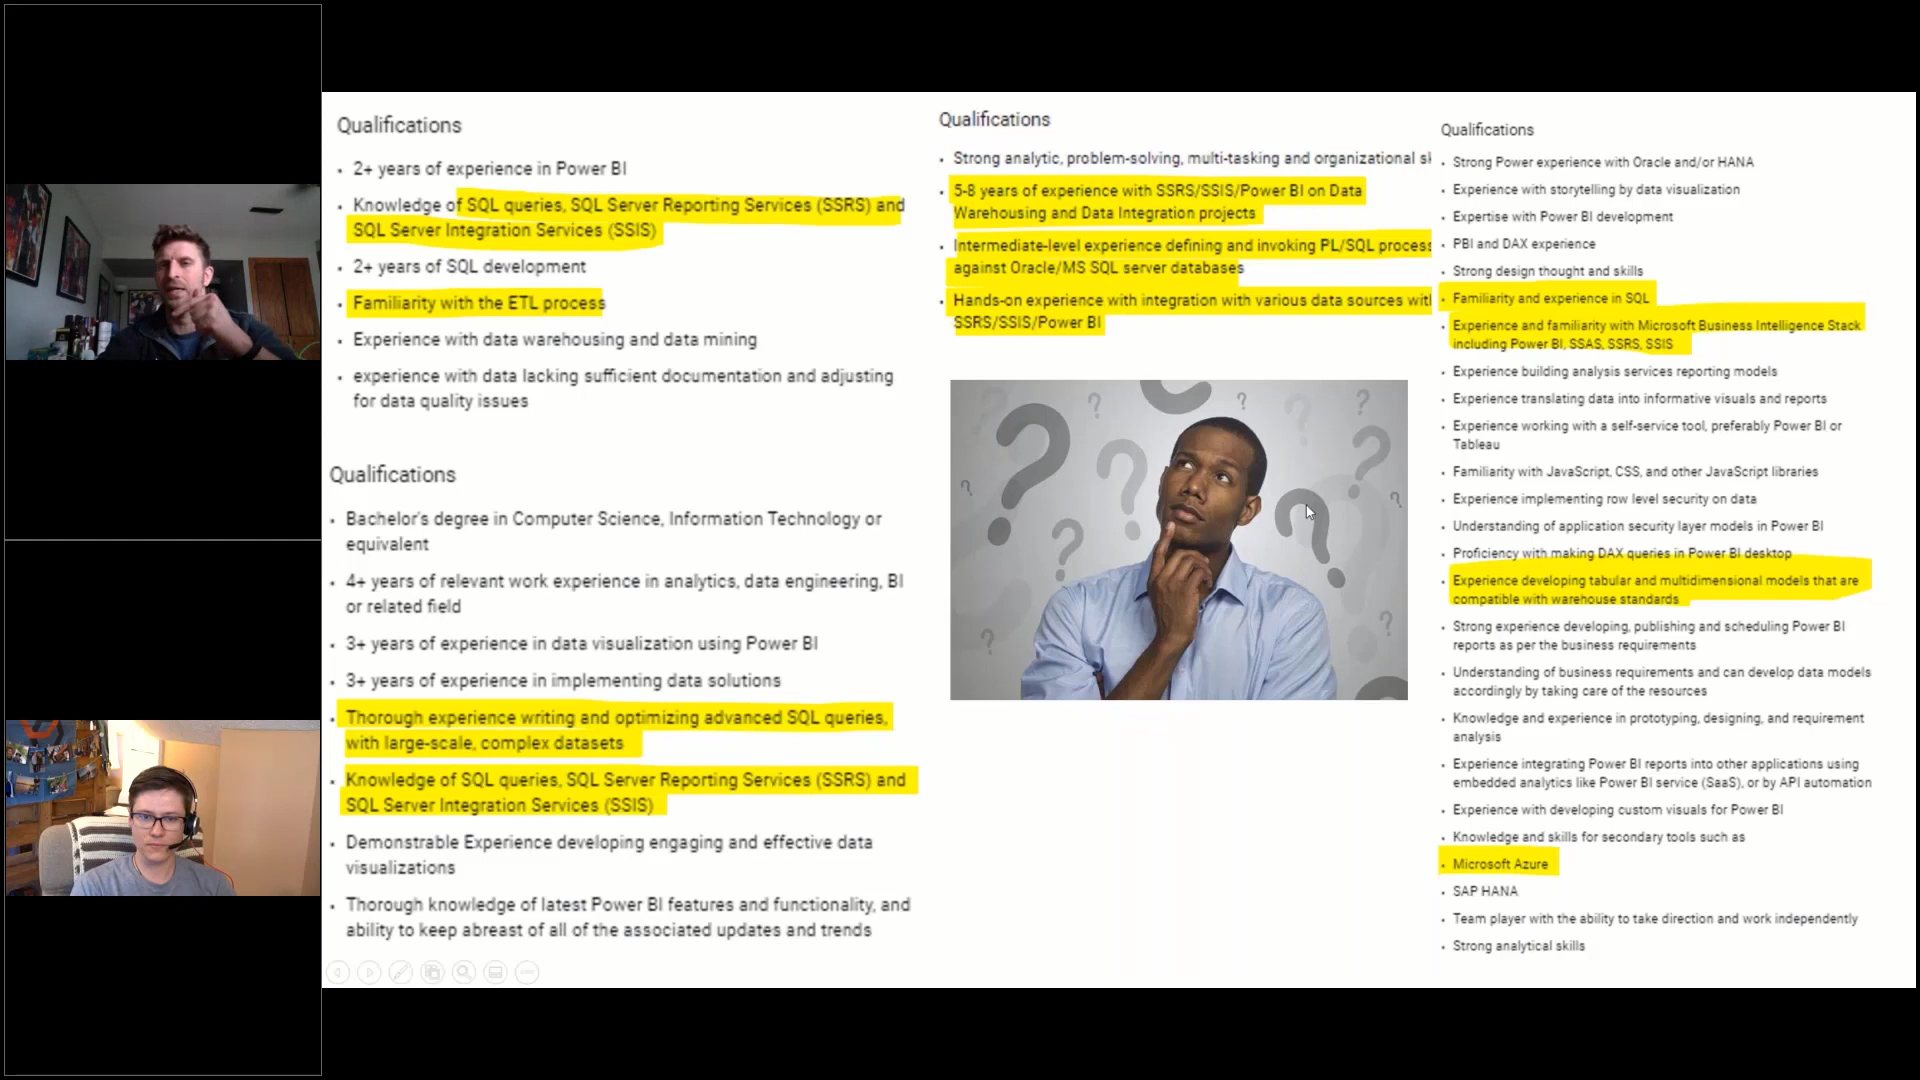 Qualifications
2+ years of experience in Power BI
Knowledge of SQL queries, SQL Server Reporting Services (SSRS) and
SQL Server Integration Services (SSIS)
2+ years of SQL development
Familiarity with the ETL process
Experience with data warehousing and data mining
experience with data lacking sufficient documentation and adjusting
for data quality issues
Qualifications
Bachelor's degree in Computer Science, Information Technology or
equivalent
4+ years of relevant work experience in analytics, data engineering, BI
or related field
3+ years of experience in data visualization using Power BI
3+ years of experience in implementing data solutions
Thorough experience writing and optimizing advanced SQL queries,
with large-scale, complex datasets
Knowledge of SQL queries, SQL Server Reporting Services (SSRS) and
SQL Server Integration Services (SSIS)
Demonstrable Experience developing engaging and effective data
visualizations
Thorough knowledge of latest Power BI features and functionality, and
ability to keep abreast of all of the associated updates and trends
Qualifications
Strong analytic, problem-solving, multi-tasking and organizational
5-8 years of experience with SSRS/SSIS/Power BI on Data
Warehousing and Data Integration projects
Intermediate-level experience defining and invoking PL/SQL process
against Oracle/MS SQL server databases
Hands-on experience with integration with various data sources
SSRS/SSIS/Power BI
Qualifications
Strong Power experience with Oracle and/or HANA
Experience with storytelling by data visualization
Expertise with Power BI development
PBI and DAX experience
Strong design thought and skills
Familiarity and experience in SQL
Experience and familiarity with Microsoft Business Intelligence Stack
including Power BI, SSAS, SSRS, SSIS
Experience building analysis services reporting models
Experience translating data into informative visuals and reports
Experience working with a self-service tool, preferably Power BI or
Tableau
Familiarity with JavaScript, CSS, and other JavaScript libraries
Experience implementing row level security on data
Understanding of application security layer models in Power BI
Proficiency with making DAX queries in Power BI desktop
Experience developing tabular and multidimensional models that are
compatible with warehouse standards
Strong experience developing, publishing and scheduling Power BI
reports as per the business requirements
Understanding of business requirements and can develop data models
accordingly by taking care of the resources
Knowledge and experience in prototyping, designing, and requirement
analysis
Experience integrating Power BI reports into other applications using
embedded analytics like Power BI service (SaaS), or by API automation
Experience with developing custom visuals for Power BI
Knowledge and skills for secondary tools such as
Microsoft Azure
SAP HANA
Team player with the ability to take direction and work independently
Strong analytical skills